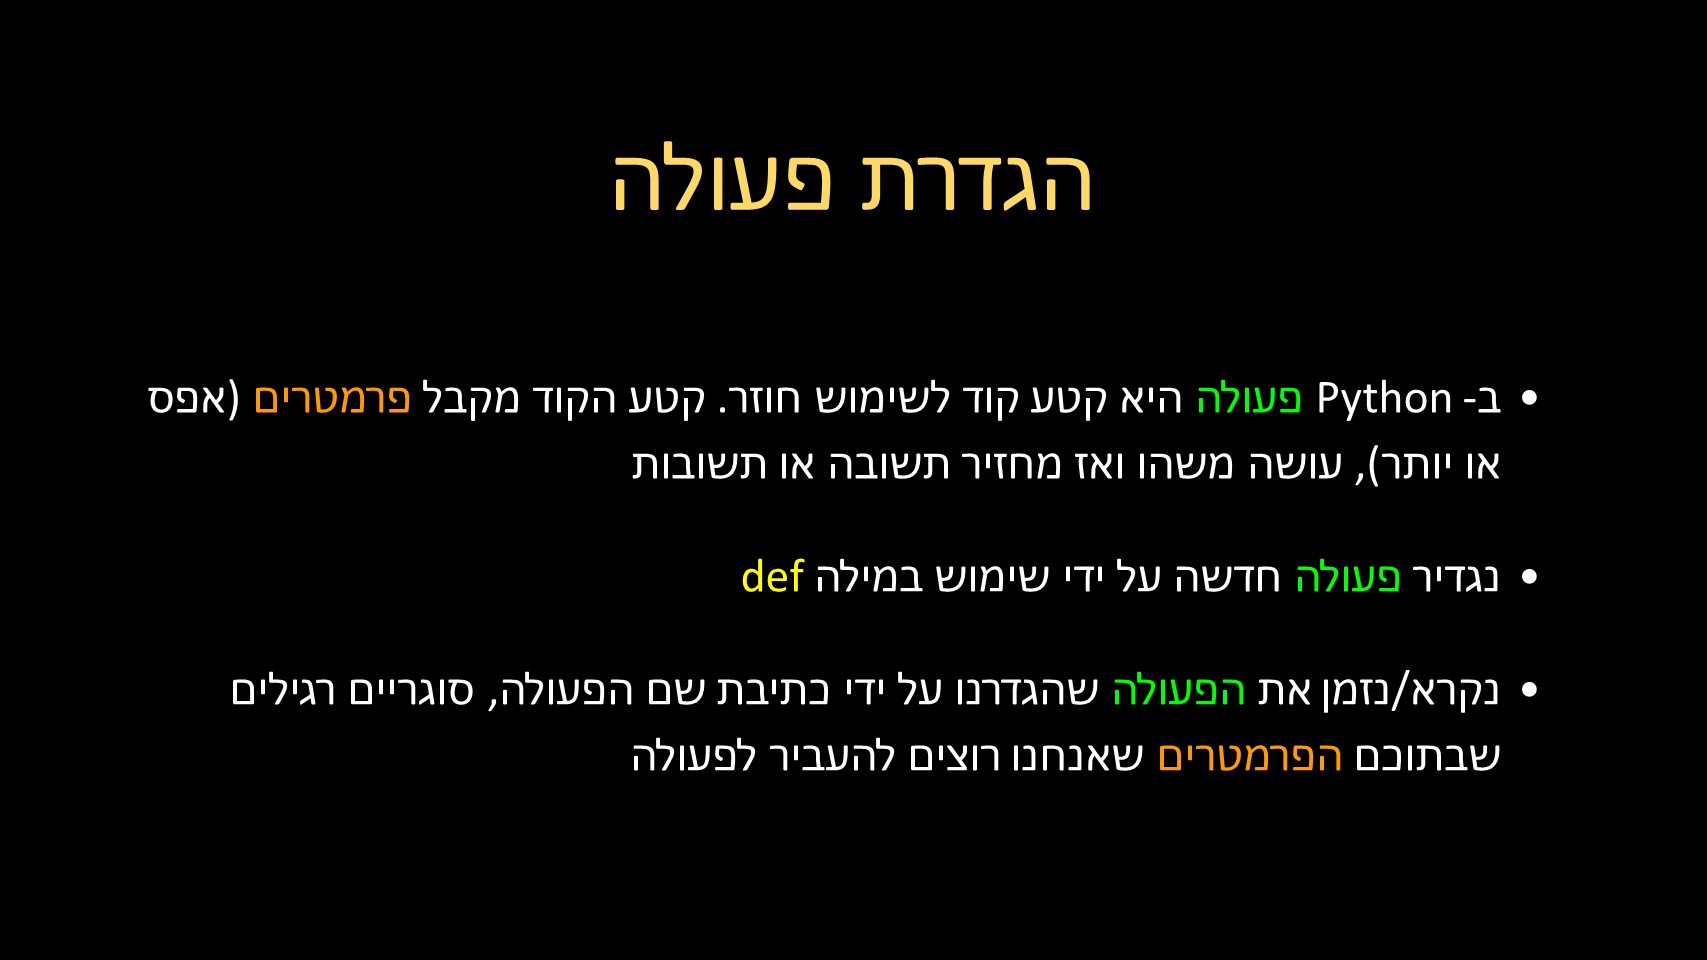 הגדרת פעולה
• ב- Python פעולה היא קטע קוד לשימוש חוזר. קטע הקוד מקבל פרמטרים (אפס
או יותר), עושה משהו ואז מחזיר תשובה או תשובות
• נגדיר פעולה חדשה על ידי שימוש במילה def
• נקרא/נזמן את הפעולה שהגדרנו על ידי כתיבת שם הפעולה, סוגריים רגילים
שבתוכם הפרמטרים שאנחנו רוצים להעביר לפעולה